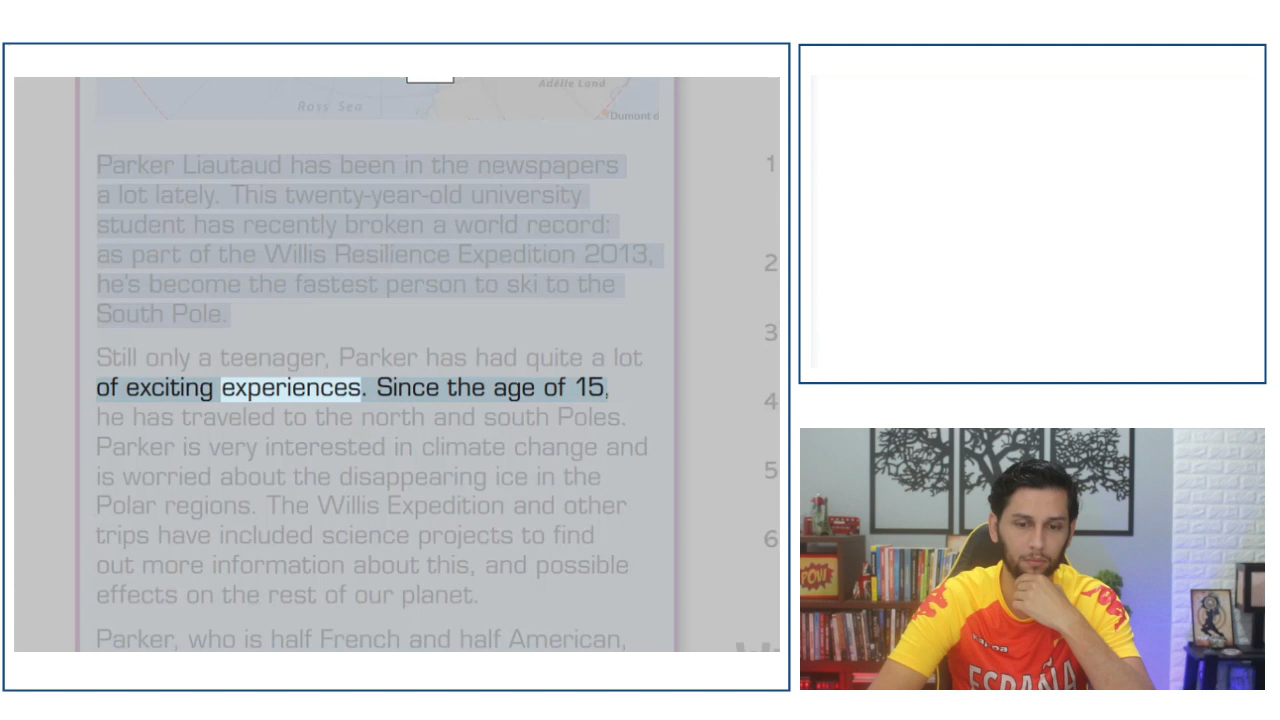 Ross Sea
Adélie Land
Dumont d
Parker Liautaud has been in the newspapers
a lot lately. This twenty-year-old university
student has recently broken a world record:
as part of the Willis Resilience Expedition 2013,
he's become the fastest person to ski to the
South Pole.
Still only a teenager, Parker has had quite a lot
of exciting experiences. Since the age of 15,
he has traveled to the north and south Poles.
Parker is very interested in climate change and
is worried about the disappearing ice in the
Polar regions. The Willis Expedition and other
trips have included science projects to find
out more information about this, and possible
effects on the rest of our planet.
Parker, who is half French and half American,
1
2
3
4
5
6
POW!
ESPAÑA